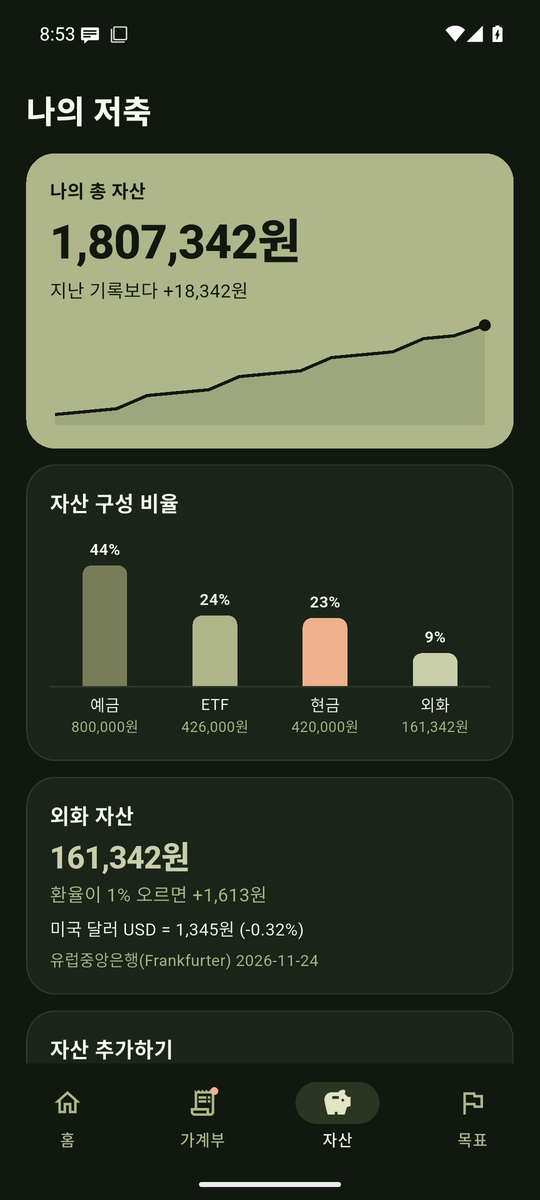 8:53
나의 저축
나의 총 자산
1,807,342원
지난 기록보다 +18,342원
자산 구성 비율
44%
24%
23%
9%
예금
ETF
현금
외화
800,000원
426,000원
420,000원
161,342원
외화 자산
161,342원
환율이 1% 오르면 +1,613원
미국 달러 USD = 1,345원 (-0.32%)
유럽중앙은행(Frankfurter) 2026-11-24
자산 추가하기
홈
가계부
자산
목표